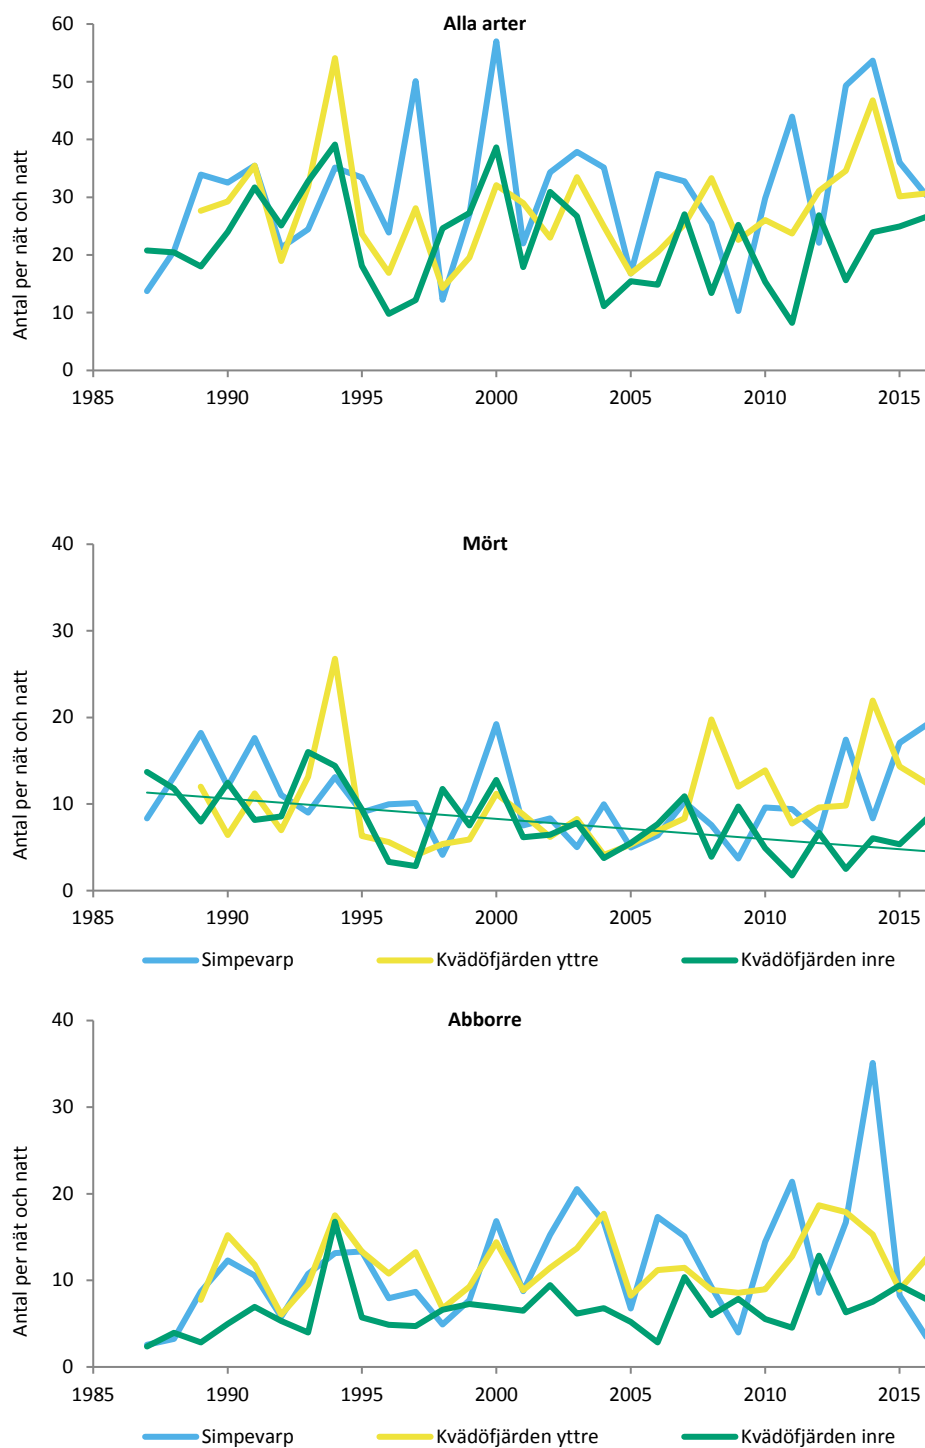 Alla arter
Antal per nät och natt
60
50
40
30
20
10
0
1985 1990 1995 2000 2005 2010 2015
Mört
Antal per nät och natt
40
30
20
10
0
1985 1990 1995 2000 2005 2010 2015
Simpevarp Kvädöfjärden yttre Kvädöfjärden inre
Abborre
Antal per nät och natt
40
30
20
10
0
1985 1990 1995 2000 2005 2010 2015
Simpevarp Kvädöfjärden yttre Kvädöfjärden inre